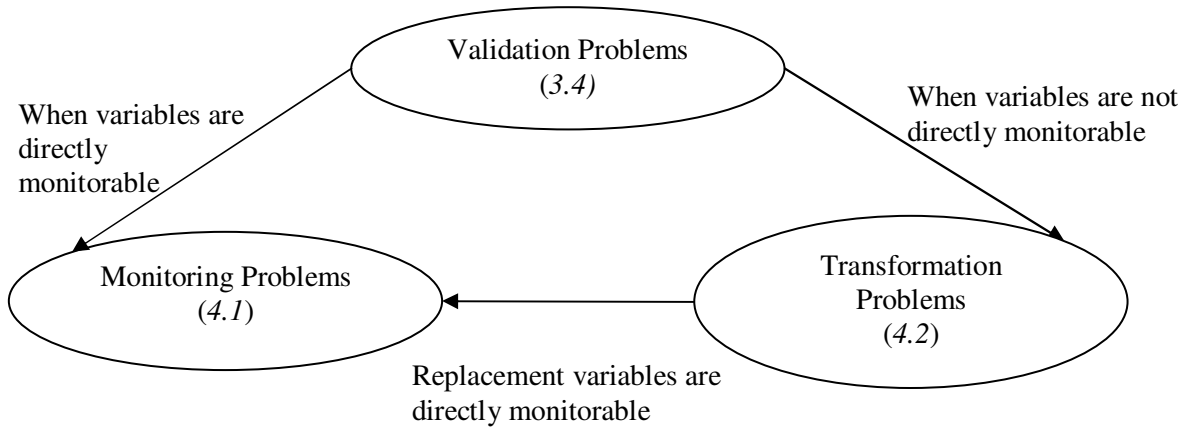 Validation Problems
(3.4)
When variables are
directly
monitorable
When variables are not
directly monitorable
Monitoring Problems
(4.1)
Transformation
Problems
(4.2)
Replacement variables are
directly monitorable